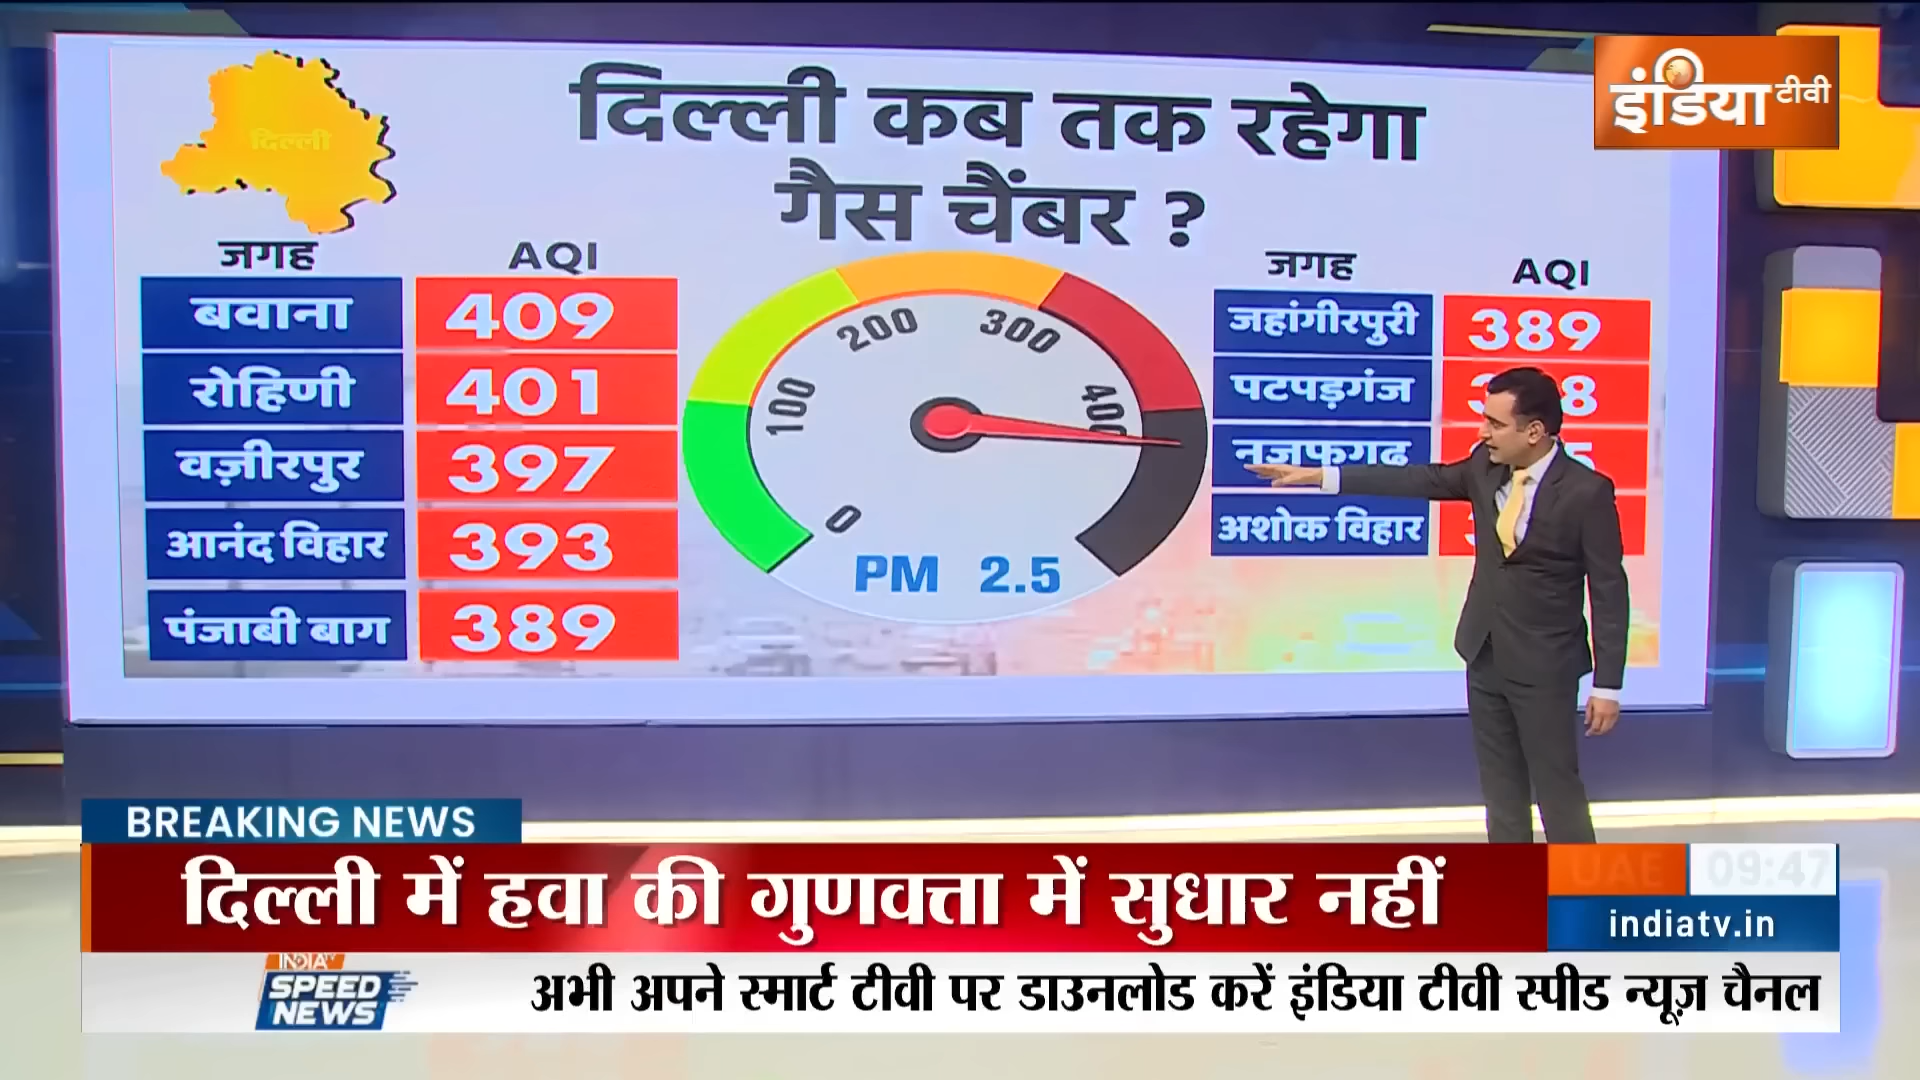 दिल्ली
दिल्ली कब तक रहेगा
गैस चैंबर ?
इंडिया टीवी
जगह AQI
बवाना 409
रोहिणी 401
वज़ीरपुर 397
आनंद विहार 393
पंजाबी बाग 389
0 100 200 300 400
PM 2.5
जगह AQI
जहांगीरपुरी 389
पटपड़गंज
नजफगढ़
अशोक विहार
BREAKING NEWS
दिल्ली में हवा की गुणवत्ता में सुधार नहीं
UAE 09:47
indiatv.in
INDIA TV
SPEED
NEWS
अभी अपने स्मार्ट टीवी पर डाउनलोड करें इंडिया टीवी स्पीड न्यूज़ चैनल